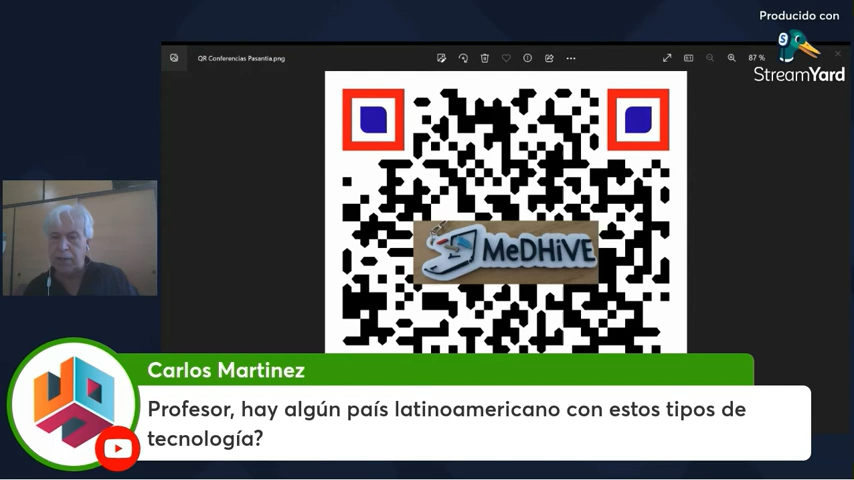 Producido con
StreamYard
QR Conferencias Pasantia.png
87 %
MeDHiVE
Carlos Martinez
Profesor, hay algún país latinoamericano con estos tipos de
tecnología?